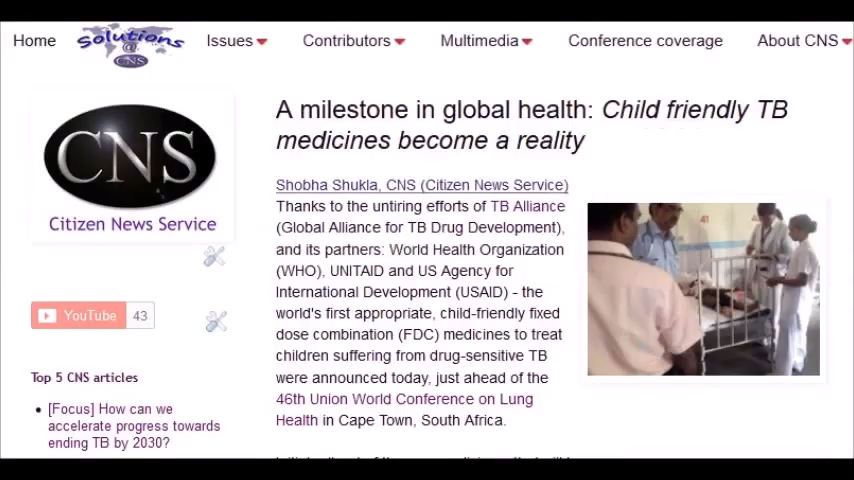 Home
Solutions
@
CNS
Issues
Contributors
Multimedia
Conference coverage
About CNS
CNS
Citizen News Service
YouTube 43
Top 5 CNS articles
[Focus] How can we
accelerate progress towards
ending TB by 2030?
A milestone in global health: Child friendly TB
medicines become a reality
Shobha Shukla, CNS (Citizen News Service)
Thanks to the untiring efforts of TB Alliance
(Global Alliance for TB Drug Development),
and its partners: World Health Organization
(WHO), UNITAID and US Agency for
International Development (USAID) - the
world's first appropriate, child-friendly fixed
dose combination (FDC) medicines to treat
children suffering from drug-sensitive TB
were announced today, just ahead of the
46th Union World Conference on Lung
Health in Cape Town, South Africa.